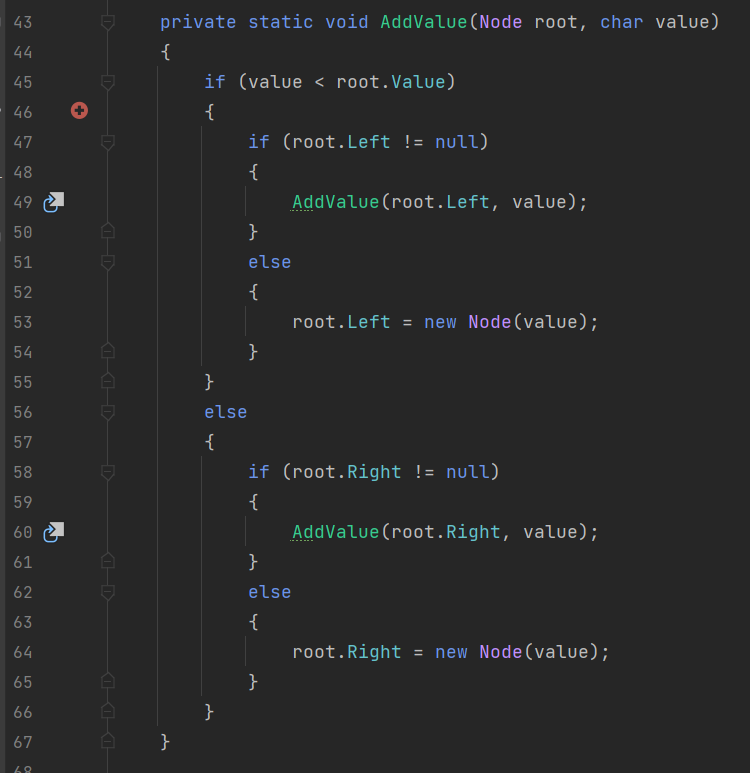 43 private static void AddValue(Node root, char value)
44 {
45 if (value < root.Value)
46 {
47 if (root.Left != null)
48 {
49 AddValue(root.Left, value);
50 }
51 else
52 {
53 root.Left = new Node(value);
54 }
55 }
56 else
57 {
58 if (root.Right != null)
59 {
60 AddValue(root.Right, value);
61 }
62 else
63 {
64 root.Right = new Node(value);
65 }
66 }
67 }
68